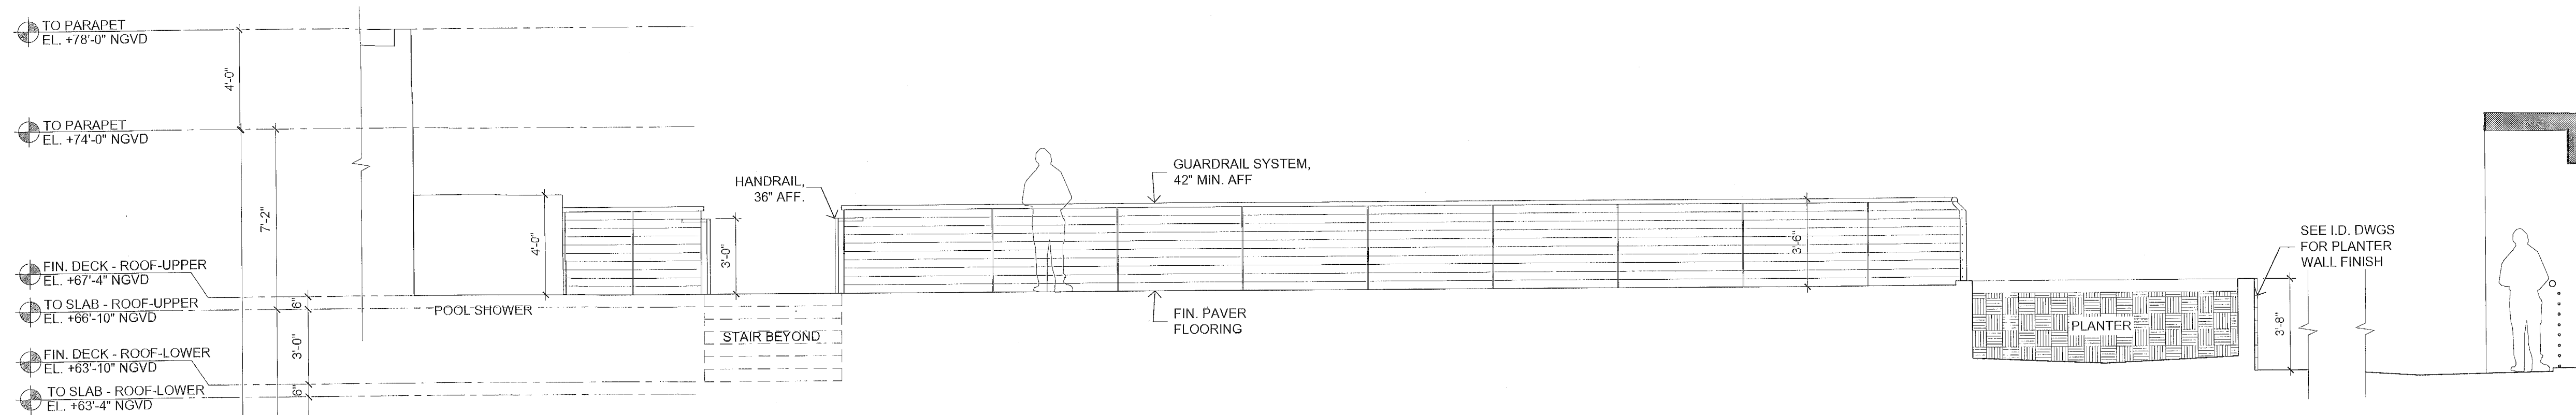 TO PARAPET
EL. +78'-0" NGVD
4'-0"
TO PARAPET
EL. +74'-0" NGVD
7'-2"
FIN. DECK - ROOF-UPPER
EL. +67'-4" NGVD
6"
TO SLAB - ROOF-UPPER
EL. +66'-10" NGVD
3'-0"
FIN. DECK - ROOF-LOWER
EL. +63'-10" NGVD
6"
TO SLAB - ROOF-LOWER
EL. +63'-4" NGVD
POOL SHOWER
4'-0"
HANDRAIL,
36" AFF.
3'-0"
STAIR BEYOND
GUARDRAIL SYSTEM,
42" MIN. AFF
FIN. PAVER
FLOORING
3'-6"
PLANTER
SEE I.D. DWGS
FOR PLANTER
WALL FINISH
3'-8"